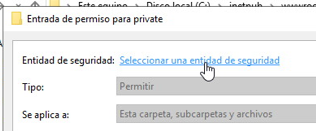 Este equipo > Disco local (C:) > inetpub >
Entrada de permiso para private
Entidad de seguridad: Seleccionar una entidad de seguridad
Tipo: Permitir
Se aplica a: Esta carpeta, subcarpetas y archivos